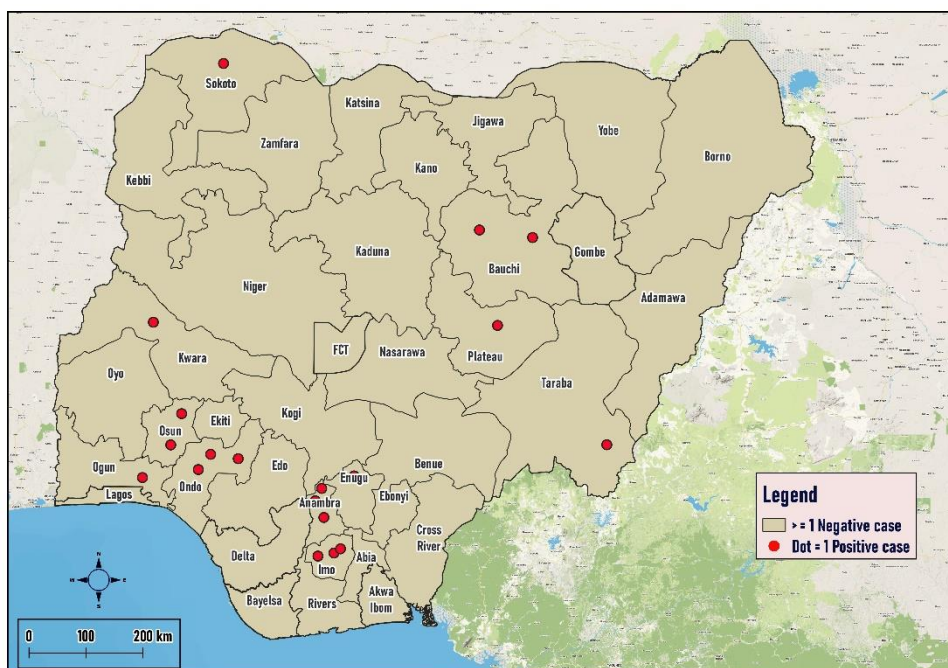 Sokoto
Katsina
Jigawa
Yobe
Zamfara
Borno
Kano
Kebbi
Kaduna
Bauchi
Gombe
Niger
Adamawa
FCT
Nasarawa
Plateau
Kwara
Oyo
Taraba
Kogi
Ekiti
Osun
Ogun
Edo
Enugu
Benue
Ondo
Lagos
Anambra
Ebonyi
Cross
River
Delta
Imo
Abia
Akwa
Ibom
Bayelsa
Rivers
Legend
> = 1 Negative case
Dot = 1 Positive case
N
E
S
0 100 200 km